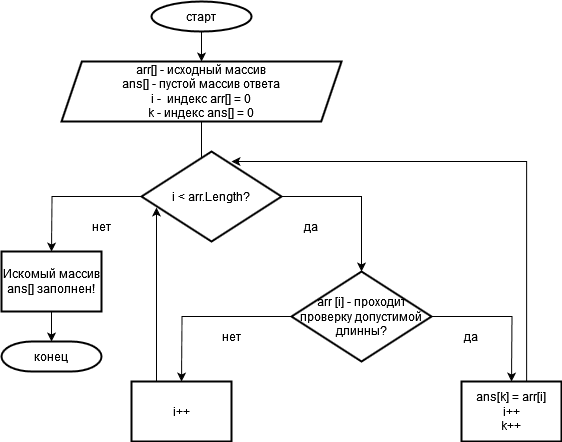 старт
arr[] - исходный массив
ans[] - пустой массив ответа
i - индекс arr[] = 0
k - индекс ans[] = 0
i < arr.Length?
нет
да
Искомый массив
ans[] заполнен!
arr [i] - проходит
проверку допустимой
длинны?
нет
да
конец
i++
ans[k] = arr[i]
i++
k++